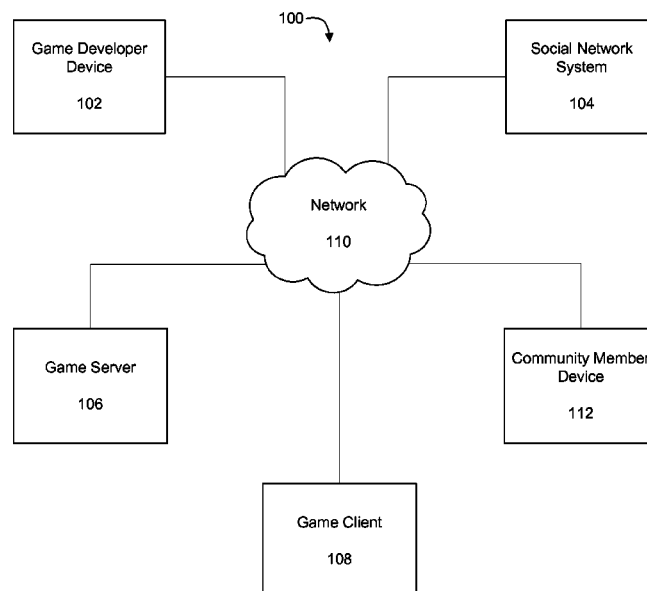 100
Game Developer
Device
102
Social Network
System
104
Network
110
Game Server
106
Community Member
Device
112
Game Client
108